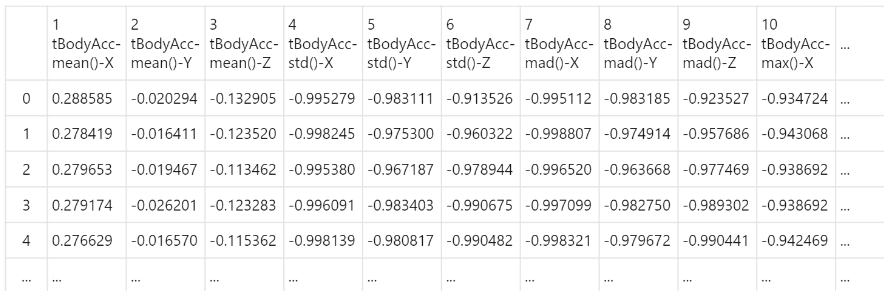 1 2 3 4 5 6 7 8 9 10
tBodyAcc- tBodyAcc- tBodyAcc- tBodyAcc- tBodyAcc- tBodyAcc- tBodyAcc- tBodyAcc- tBodyAcc- tBodyAcc- ...
mean()-X mean()-Y mean()-Z std()-X std()-Y std()-Z mad()-X mad()-Y mad()-Z max()-X
0 0.288585 -0.020294 -0.132905 -0.995279 -0.983111 -0.913526 -0.995112 -0.983185 -0.923527 -0.934724 ...
1 0.278419 -0.016411 -0.123520 -0.998245 -0.975300 -0.960322 -0.998807 -0.974914 -0.957686 -0.943068 ...
2 0.279653 -0.019467 -0.113462 -0.995380 -0.967187 -0.978944 -0.996520 -0.963668 -0.977469 -0.938692 ...
3 0.279174 -0.026201 -0.123283 -0.996091 -0.983403 -0.990675 -0.997099 -0.982750 -0.989302 -0.938692 ...
4 0.276629 -0.016570 -0.115362 -0.998139 -0.980817 -0.990482 -0.998321 -0.979672 -0.990441 -0.942469 ...
... ... ... ... ... ... ... ... ... ... ... ...